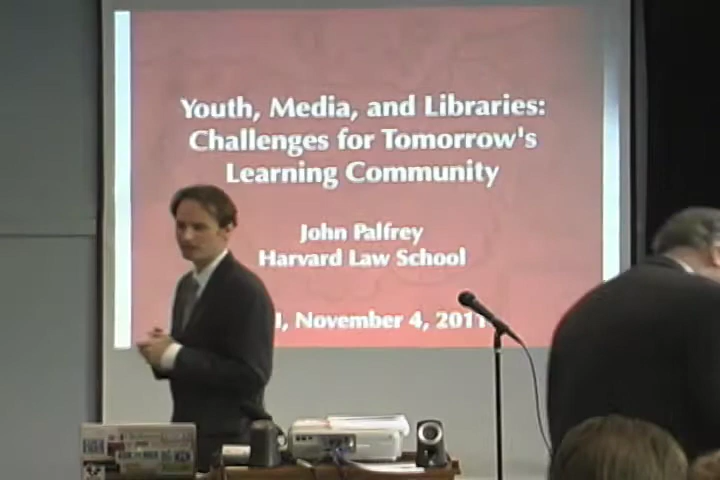 Youth, Media, and Libraries:
Challenges for Tomorrow's
Learning Community
John Palfrey
Harvard Law School
I, November 4, 2011